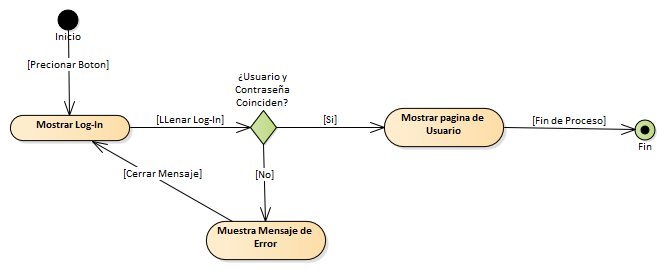 Inicio
[Precionar Boton]
¿Usuario y
Contraseña
Coinciden?
Mostrar Log-In
[LLenar Log-In]
[Si]
Mostrar pagina de
Usuario
[Fin de Proceso]
Fin
[Cerrar Mensaje]
[No]
Muestra Mensaje de
Error